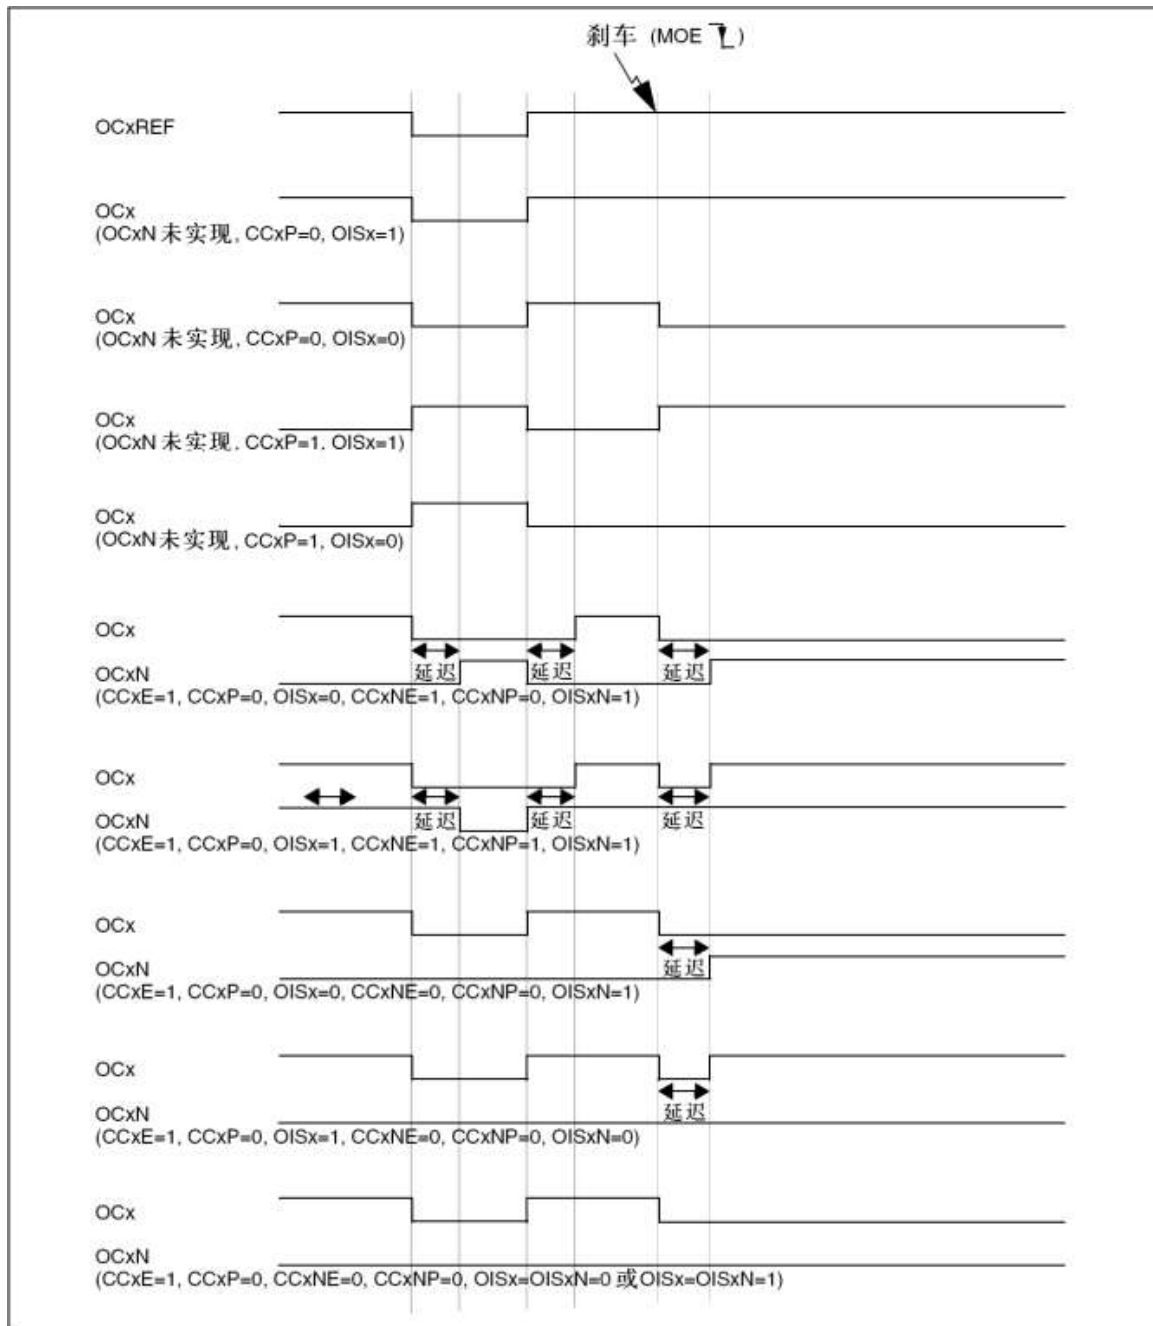 刹车 (MOE)
OCxREF
OCx
(OCxN 未实现, CCxP=0, OISx=1)
OCx
(OCxN 未实现, CCxP=0, OISx=0)
OCx
(OCxN 未实现, CCxP=1, OISx=1)
OCx
(OCxN 未实现, CCxP=1, OISx=0)
OCx
OCxN 延迟 延迟 延迟
(CCxE=1, CCxP=0, OISx=0, CCxNE=1, CCxNP=0, OISxN=1)
OCx
OCxN 延迟 延迟 延迟
(CCxE=1, CCxP=0, OISx=1, CCxNE=1, CCxNP=1, OISxN=1)
OCx
OCxN 延迟
(CCxE=1, CCxP=0, OISx=0, CCxNE=0, CCxNP=0, OISxN=1)
OCx
OCxN 延迟
(CCxE=1, CCxP=0, OISx=1, CCxNE=0, CCxNP=0, OISxN=0)
OCx
OCxN
(CCxE=1, CCxP=0, CCxNE=0, CCxNP=0, OISx=OISxN=0 或OISx=OISxN=1)